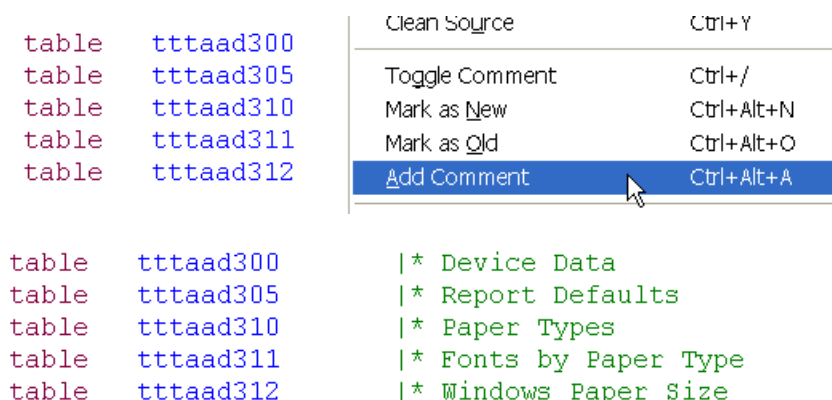 Clean Source Ctrl+Y
table tttaad300
table tttaad305
table tttaad310
table tttaad311
table tttaad312
Toggle Comment Ctrl+/
Mark as New Ctrl+Alt+N
Mark as Old Ctrl+Alt+O
Add Comment Ctrl+Alt+A
table tttaad300 |* Device Data
table tttaad305 |* Report Defaults
table tttaad310 |* Paper Types
table tttaad311 |* Fonts by Paper Type
table tttaad312 |* Windows Paper Size